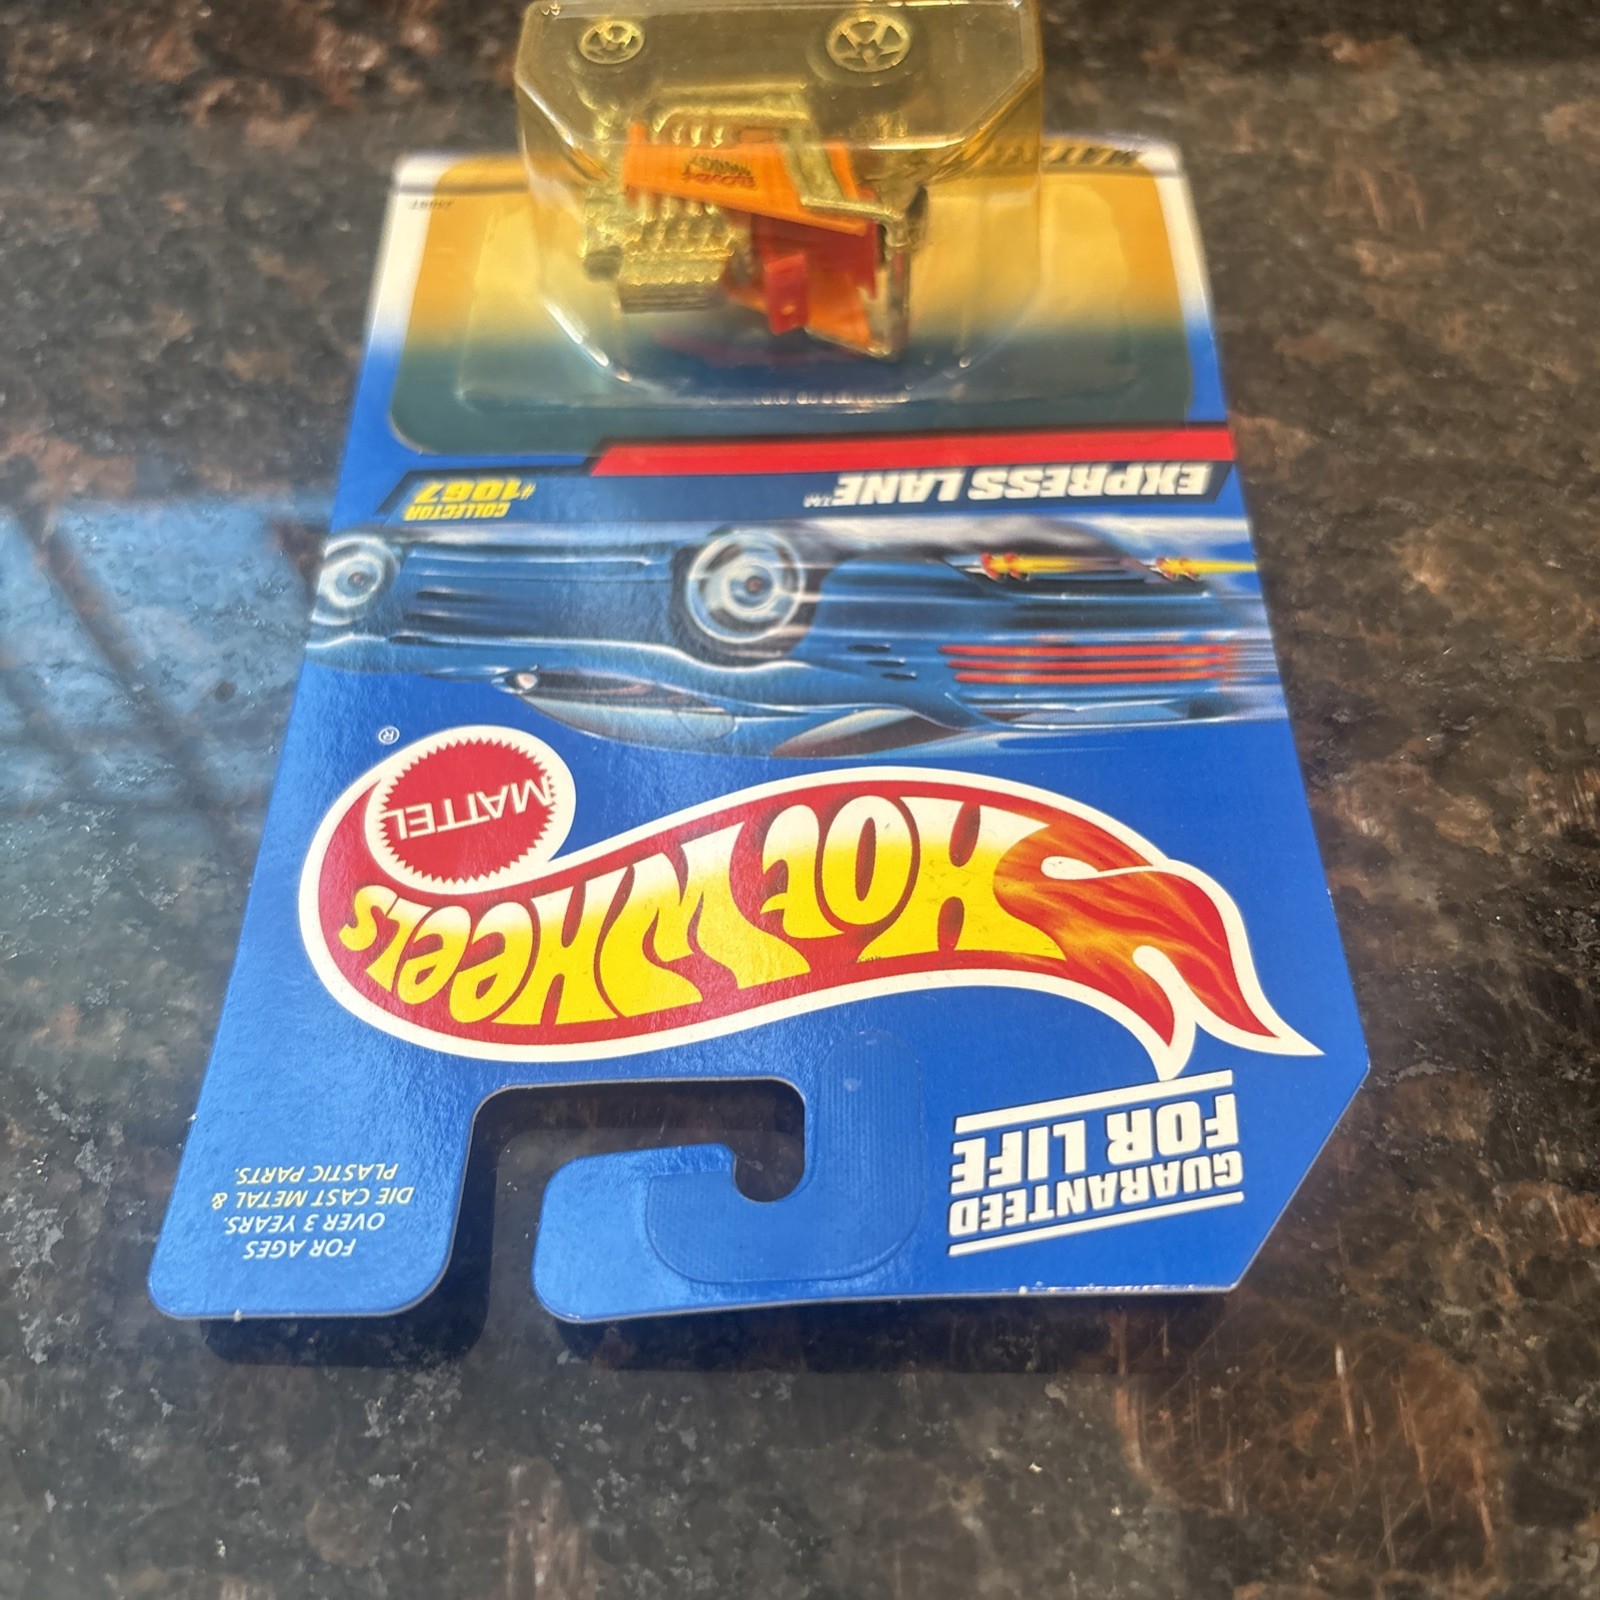 GUARANTEED
FOR LIFE
FOR AGES
OVER 3 YEARS.
DIE CAST METAL &
PLASTIC PARTS.
HOT WHEELS
MATTEL
®
EXPRESS LANE™
COLLECTOR
#1067